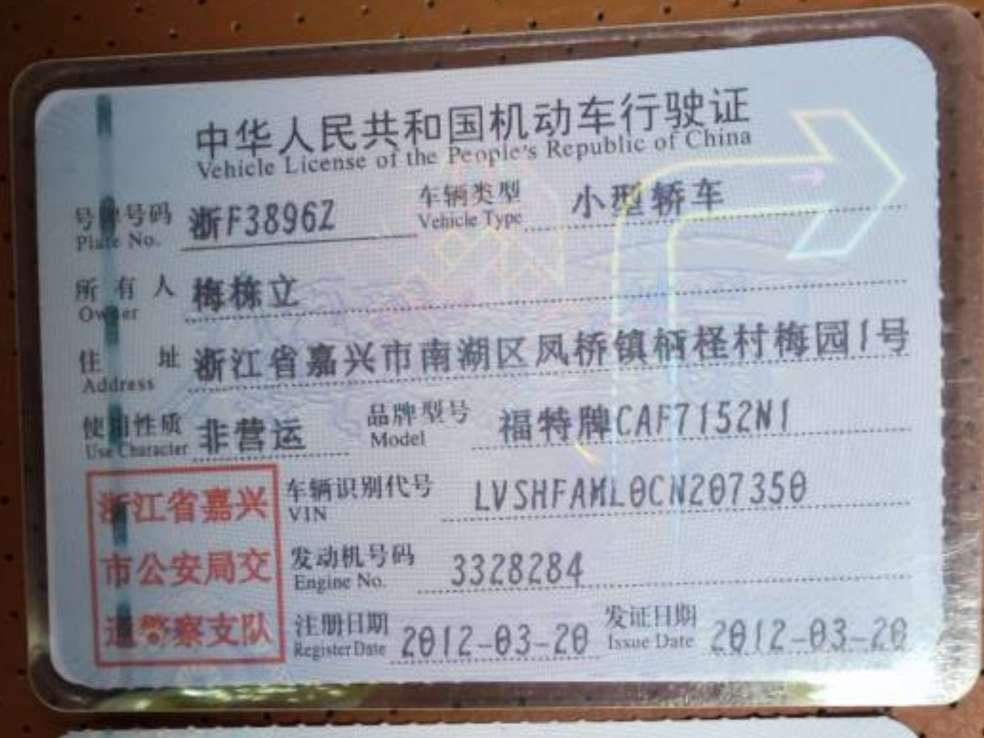 中华人民共和国机动车行驶证
Vehicle License of the People's Republic of China
号牌号码 浙F3896Z 车辆类型 小型轿车
Plate No. Vehicle Type
所有人 梅栋立
Owner
住址 浙江省嘉兴市南湖区凤桥镇栖柽村梅园1号
Address
使用性质 非营运 品牌型号 福特牌CAF7152N1
Use Character Model
浙江省嘉兴 车辆识别代号 LVSHFAML0CN207350
VIN
市公安局交 发动机号码 3328284
Engine No.
通警察支队 注册日期 2012-03-20 发证日期 2012-03-20
Register Date Issue Date